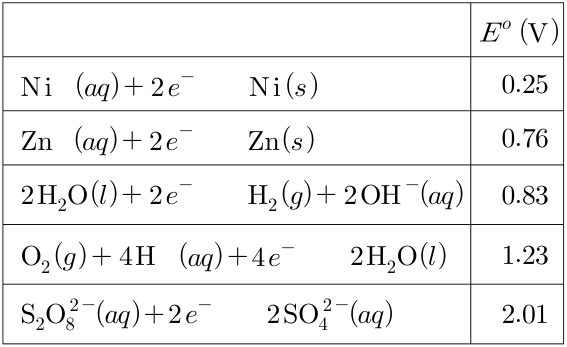 E° (V)
Ni (aq) + 2e⁻ Ni(s) 0.25
Zn (aq) + 2e⁻ Zn(s) 0.76
2H₂O(l) + 2e⁻ H₂(g) + 2OH⁻(aq) 0.83
O₂(g) + 4H (aq) + 4e⁻ 2H₂O(l) 1.23
S₂O₈²⁻(aq) + 2e⁻ 2SO₄²⁻(aq) 2.01